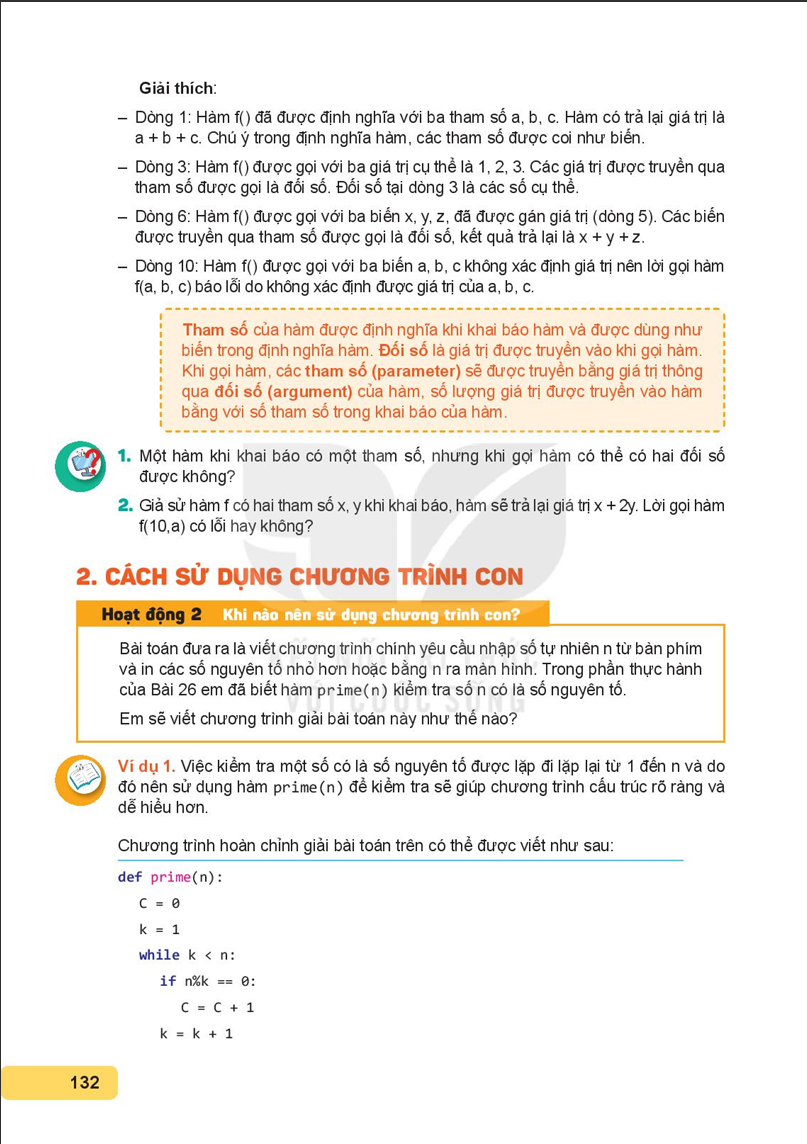 Giải thích:
– Dòng 1: Hàm f() đã được định nghĩa với ba tham số a, b, c. Hàm có trả lại giá trị là
a + b + c. Chú ý trong định nghĩa hàm, các tham số được coi như biến.
– Dòng 3: Hàm f() được gọi với ba giá trị cụ thể là 1, 2, 3. Các giá trị được truyền qua
tham số được gọi là đối số. Đối số tại dòng 3 là các số cụ thể.
– Dòng 6: Hàm f() được gọi với ba biến x, y, z, đã được gán giá trị (dòng 5). Các biến
được truyền qua tham số được gọi là đối số, kết quả trả lại là x + y + z.
– Dòng 10: Hàm f() được gọi với ba biến a, b, c không xác định giá trị nên lời gọi hàm
f(a, b, c) báo lỗi do không xác định được giá trị của a, b, c.
Tham số của hàm được định nghĩa khi khai báo hàm và được dùng như
biến trong định nghĩa hàm. Đối số là giá trị được truyền vào khi gọi hàm.
Khi gọi hàm, các tham số (parameter) sẽ được truyền bằng giá trị thông
qua đối số (argument) của hàm, số lượng giá trị được truyền vào hàm
bằng với số tham số trong khai báo của hàm.
1. Một hàm khi khai báo có một tham số, nhưng khi gọi hàm có thể có hai đối số
được không?
2. Giả sử hàm f có hai tham số x, y khi khai báo, hàm sẽ trả lại giá trị x + 2y. Lời gọi hàm
f(10,a) có lỗi hay không?
2. CÁCH SỬ DỤNG CHƯƠNG TRÌNH CON
Hoạt động 2 Khi nào nên sử dụng chương trình con?
Bài toán đưa ra là viết chương trình chính yêu cầu nhập số tự nhiên n từ bàn phím
và in các số nguyên tố nhỏ hơn hoặc bằng n ra màn hình. Trong phần thực hành
của Bài 26 em đã biết hàm prime(n) kiểm tra số n có là số nguyên tố.
Em sẽ viết chương trình giải bài toán này như thế nào?
KẾT NỐI TRI THỨC
VỚI CUỘC SỐNG
Ví dụ 1. Việc kiểm tra một số có là số nguyên tố được lặp đi lặp lại từ 1 đến n và do
đó nên sử dụng hàm prime(n) để kiểm tra sẽ giúp chương trình cấu trúc rõ ràng và
dễ hiểu hơn.
Chương trình hoàn chỉnh giải bài toán trên có thể được viết như sau:
def prime(n):
C = 0
k = 1
while k < n:
if n%k == 0:
C = C + 1
k = k + 1
132